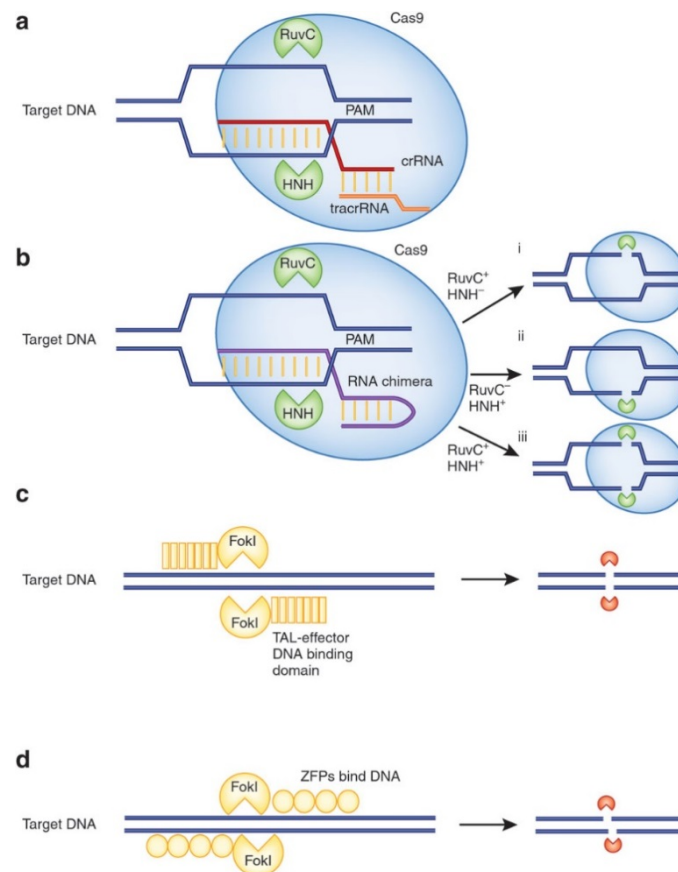 a
Cas9
RuvC
Target DNA
PAM
crRNA
HNH
tracrRNA
b
Cas9
RuvC
i
RuvC⁺
HNH⁻
Target DNA
PAM
ii
RNA chimera
RuvC⁻
HNH⁺
HNH
iii
RuvC⁺
HNH⁺
c
FokI
Target DNA
FokI
TAL-effector
DNA binding
domain
d
ZFPs bind DNA
FokI
Target DNA
FokI